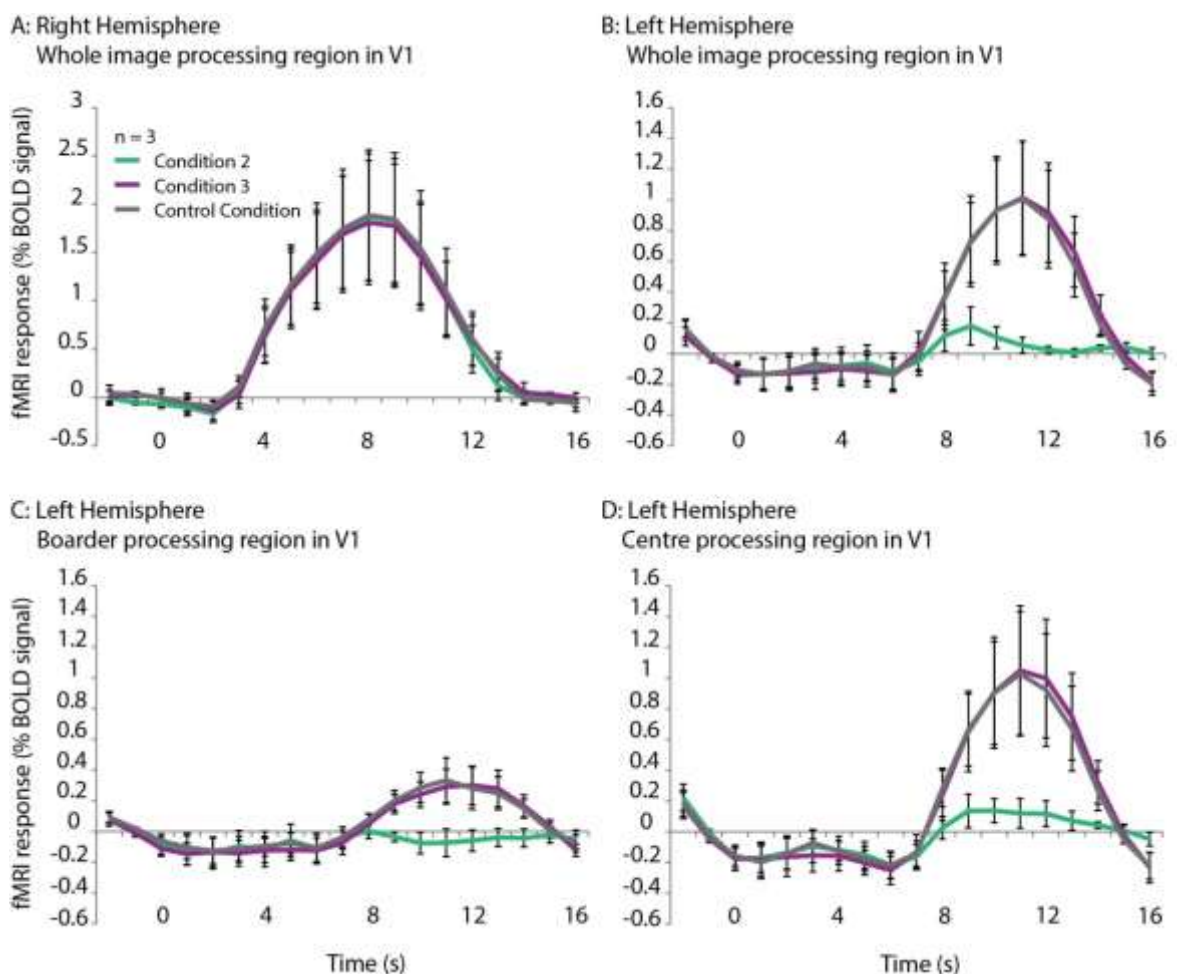 A: Right Hemisphere
Whole image processing region in V1
fMRI response (% BOLD signal)
3
2.5
2
1.5
1
0.5
0
-0.5
n = 3
Condition 2
Condition 3
Control Condition
0 4 8 12 16
B: Left Hemisphere
Whole image processing region in V1
1.6
1.4
1.2
1
0.8
0.6
0.4
0.2
0
-0.2
-0.4
-0.6
0 4 8 12 16
C: Left Hemisphere
Boarder processing region in V1
fMRI response (% BOLD signal)
1.6
1.4
1.2
1
0.8
0.6
0.4
0.2
0
-0.2
-0.4
-0.6
0 4 8 12 16
Time (s)
D: Left Hemisphere
Centre processing region in V1
1.6
1.4
1.2
1
0.8
0.6
0.4
0.2
0
-0.2
-0.4
-0.6
0 4 8 12 16
Time (s)